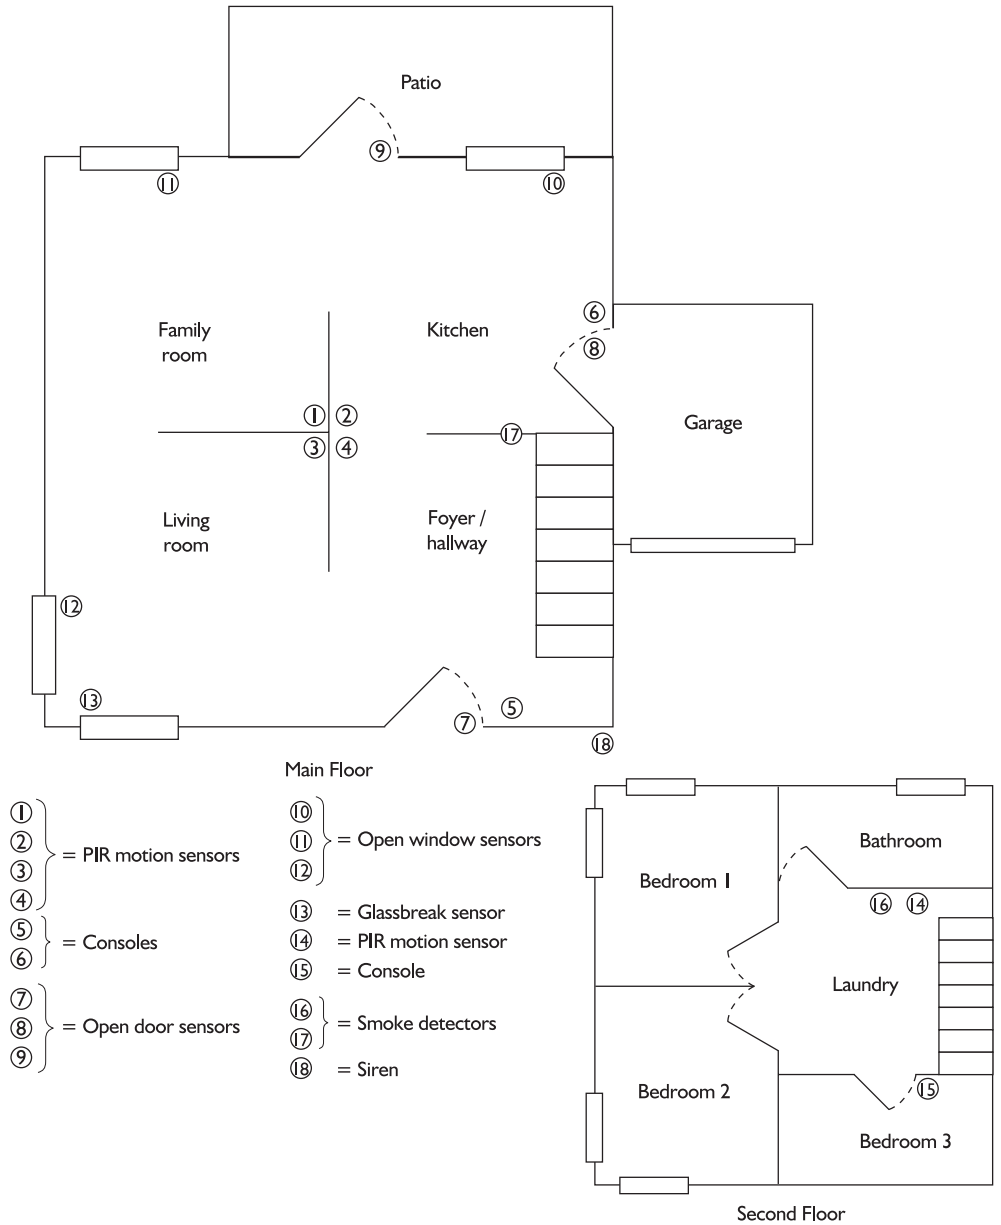 Patio
⑨
⑪
⑩
⑥
Family
room
Kitchen
⑧
① ②
Garage
③ ④
⑰
Living
room
Foyer /
hallway
⑫
⑬
⑤
⑦
⑱
Main Floor
①
②
③
④
= PIR motion sensors
⑤
⑥
= Consoles
⑦
⑧
⑨
= Open door sensors
⑩
⑪
⑫
= Open window sensors
⑬ = Glassbreak sensor
⑭ = PIR motion sensor
⑮ = Console
⑯
⑰
= Smoke detectors
⑱ = Siren
Bathroom
Bedroom 1
⑯ ⑭
Laundry
Bedroom 2
⑮
Bedroom 3
Second Floor